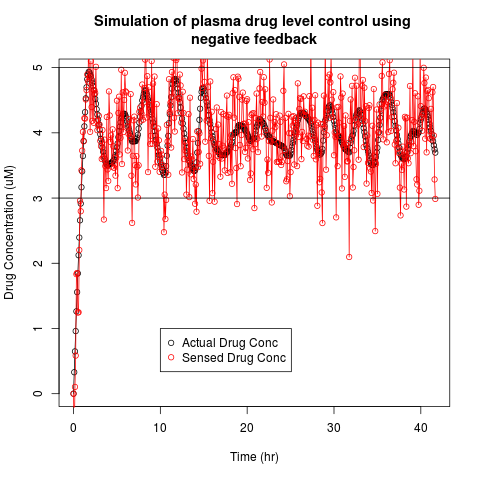 Simulation of plasma drug level control using
negative feedback
Drug Concentration (uM)
5
4
3
2
1
0
Actual Drug Conc
Sensed Drug Conc
0 10 20 30 40
Time (hr)